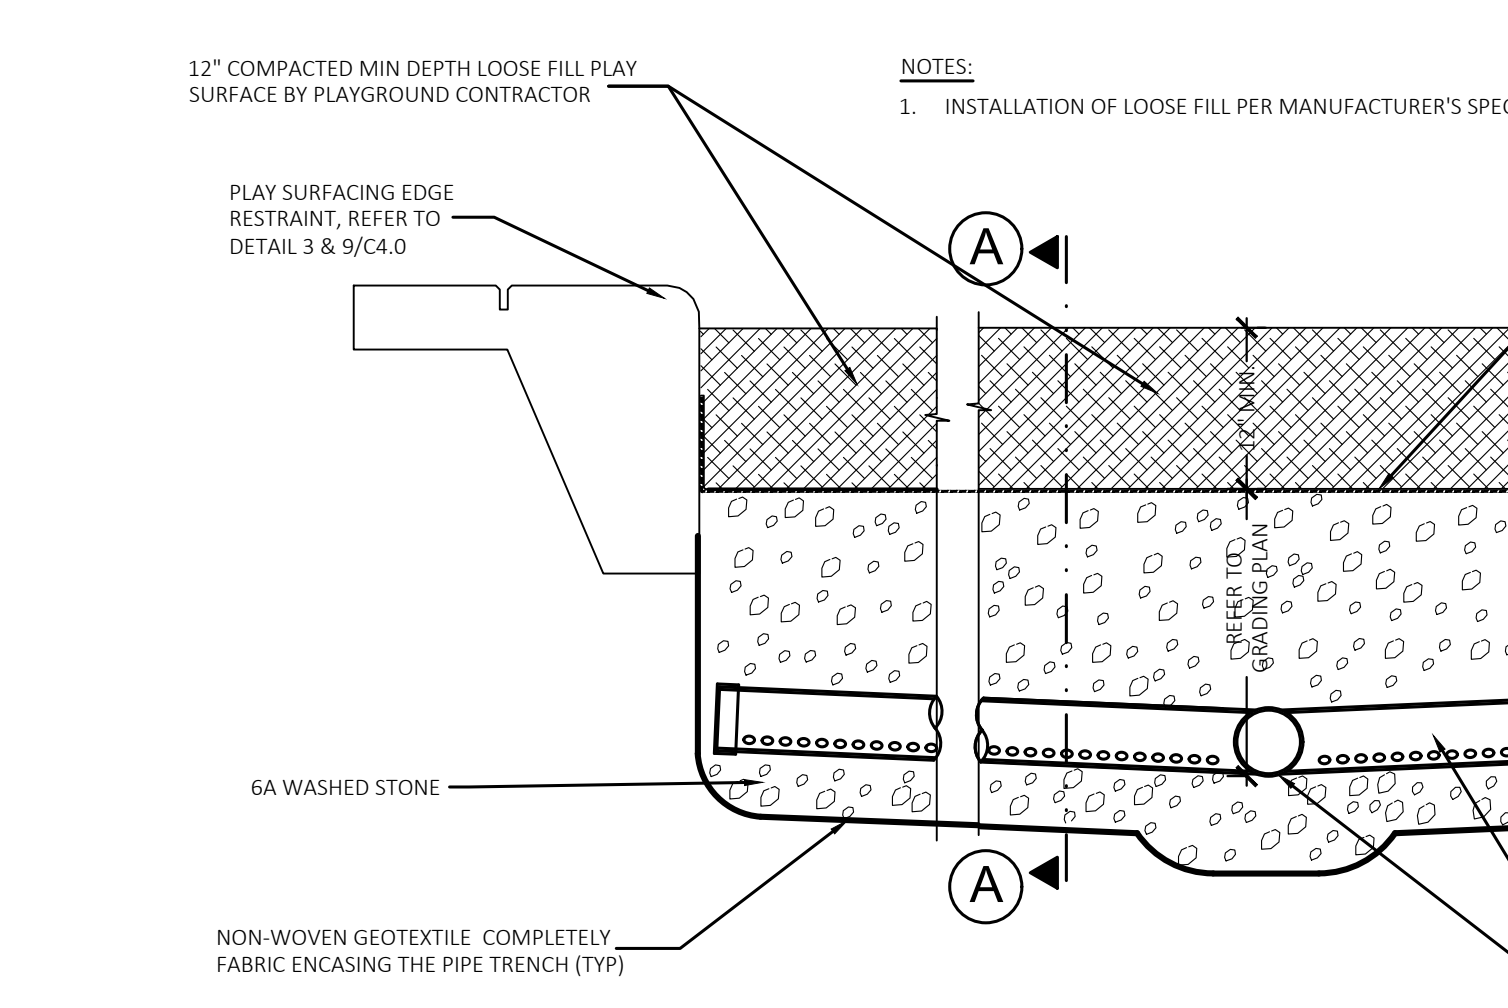 12" COMPACTED MIN DEPTH LOOSE FILL PLAY
SURFACE BY PLAYGROUND CONTRACTOR
NOTES:
1. INSTALLATION OF LOOSE FILL PER MANUFACTURER'S
PLAY SURFACING EDGE
RESTRAINT, REFER TO
DETAIL 3 & 9/C4.0
A
12" MIN.
REFER TO
GRADING PLAN
6A WASHED STONE
A
NON-WOVEN GEOTEXTILE COMPLETELY
FABRIC ENCASING THE PIPE TRENCH (TYP)